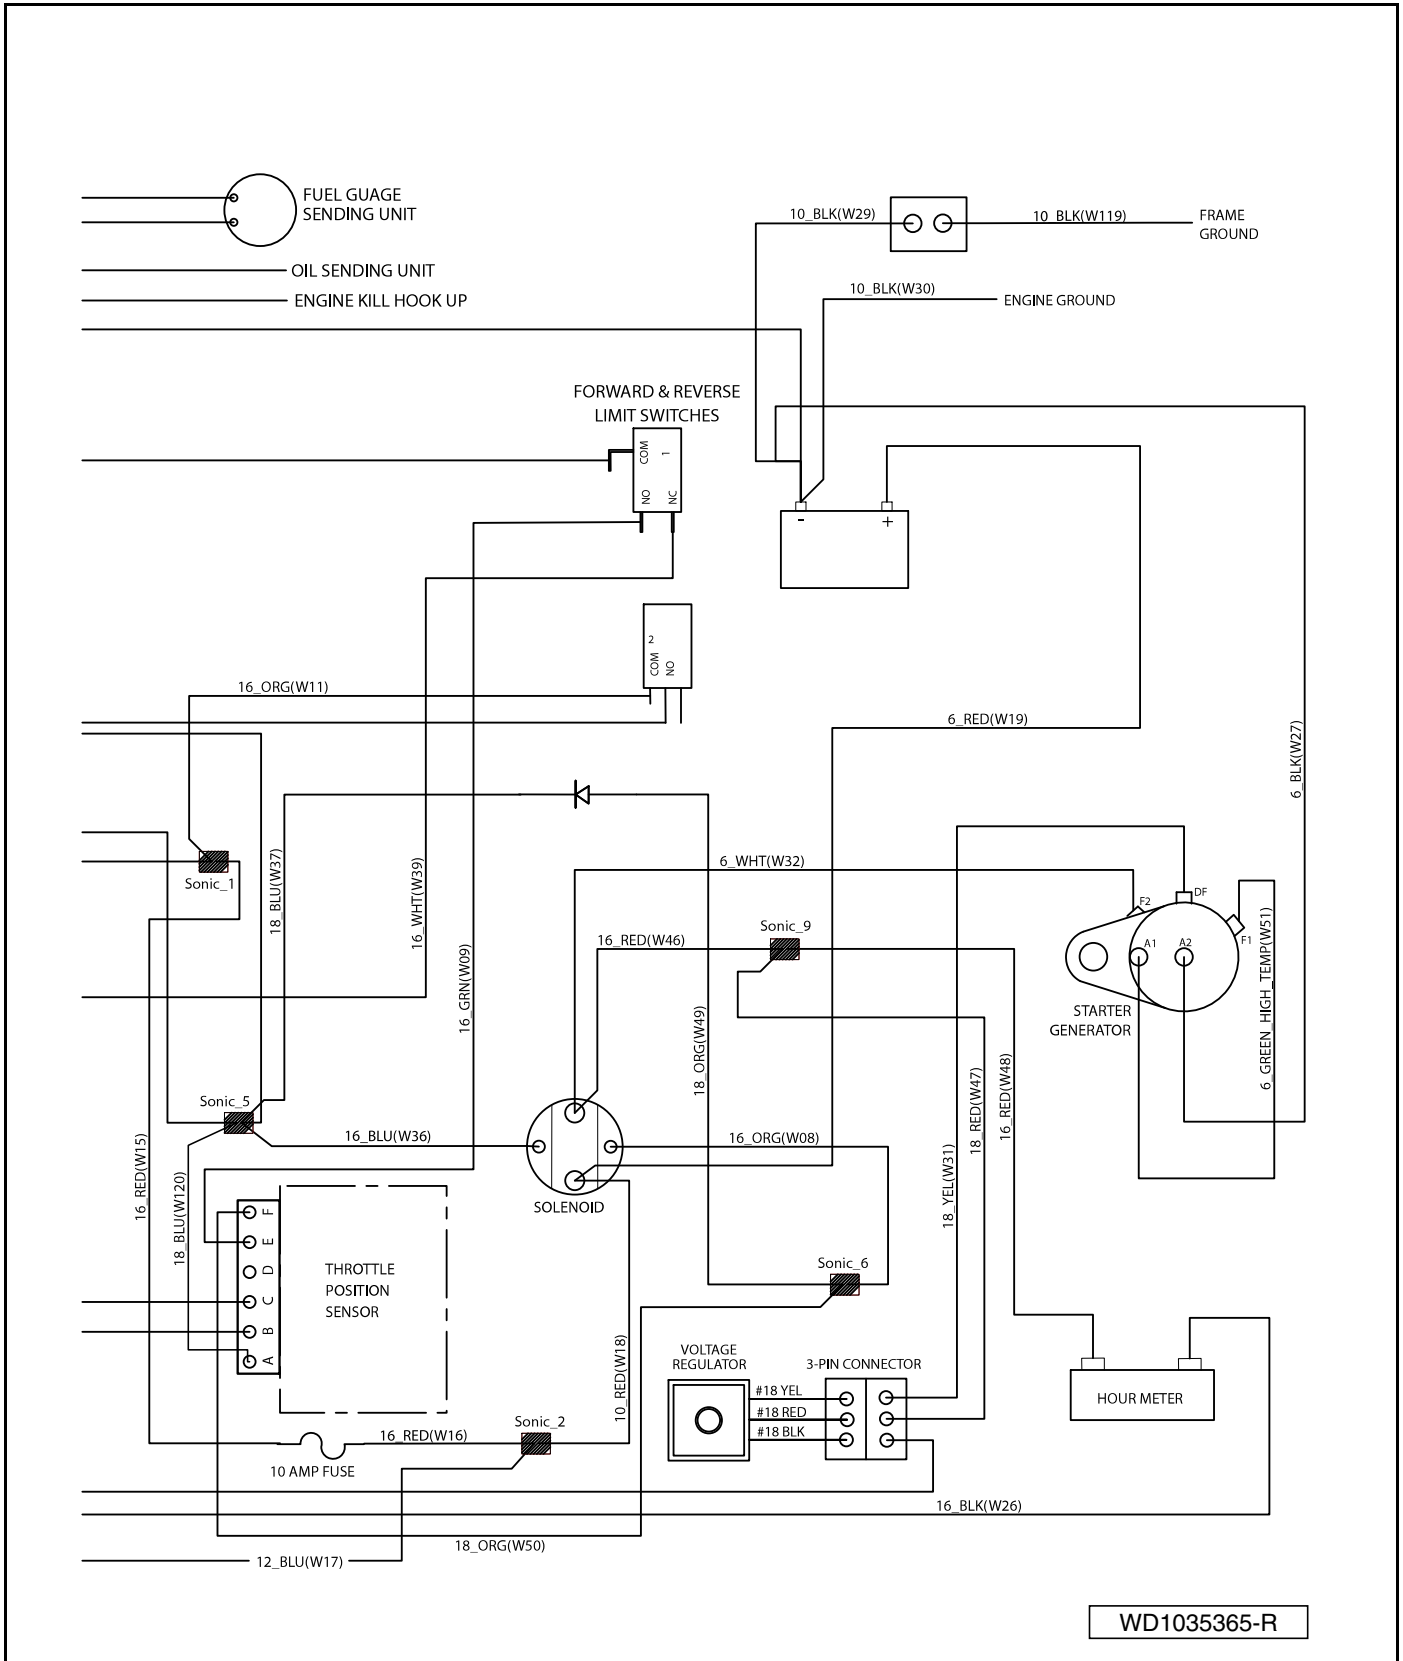 FUEL GUAGE
SENDING UNIT
OIL SENDING UNIT
ENGINE KILL HOOK UP
10_BLK(W29)
10_BLK(W119)
FRAME
GROUND
10_BLK(W30)
ENGINE GROUND
FORWARD & REVERSE
LIMIT SWITCHES
COM
1
NO
NC
-
+
2
COM
NO
16_ORG(W11)
6_RED(W19)
6_BLK(W27)
Sonic_1
18_BLU(W37)
16_WHT(W39)
16_GRN(W09)
6_WHT(W32)
16_RED(W46)
Sonic_9
F2
DF
F1
A1
A2
STARTER
GENERATOR
6_GREEN_HIGH_TEMP(W51)
18_ORG(W49)
18_RED(W47)
16_RED(W48)
18_YEL(W31)
Sonic_5
16_BLU(W36)
16_ORG(W08)
SOLENOID
16_RED(W15)
18_BLU(W120)
F
E
D
C
B
A
THROTTLE
POSITION
SENSOR
Sonic_6
10_RED(W18)
VOLTAGE
REGULATOR
3-PIN CONNECTOR
#18 YEL
#18 RED
#18 BLK
HOUR METER
Sonic_2
16_RED(W16)
10 AMP FUSE
16_BLK(W26)
18_ORG(W50)
12_BLU(W17)
WD1035365-R